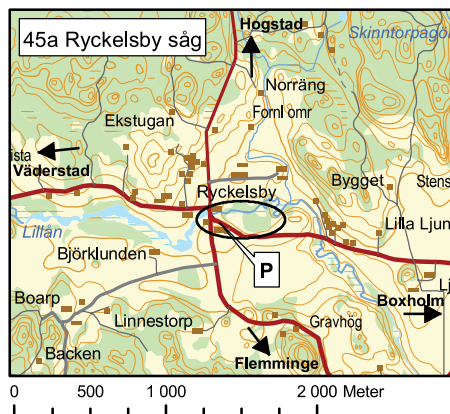 45a Ryckelsby såg
Hogstad
Skinntorpagöl
Norräng
Fornl omr
Ekstugan
ista
Väderstad
Ryckelsby
Bygget
Stens
Lillån
Lilla Ljun
Björklunden
P
Lj
Boarp
Boxholm
Linnestorp
Gravhög
Backen
Flemminge
0 500 1 000 2 000 Meter